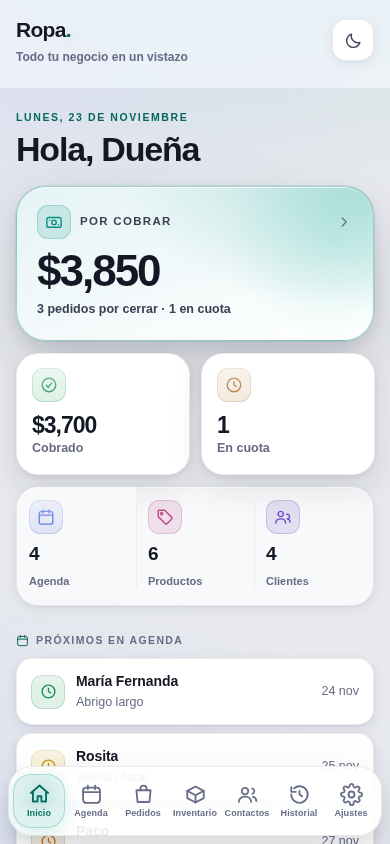 Ropa.
Todo tu negocio en un vistazo
LUNES, 23 DE NOVIEMBRE
Hola, Dueña
POR COBRAR
$3,850
3 pedidos por cerrar · 1 en cuota
$3,700
Cobrado
1
En cuota
4
Agenda
6
Productos
4
Clientes
PRÓXIMOS EN AGENDA
María Fernanda
Abrigo largo
24 nov
Rosita
Vestido floral
25 nov
Paco
27 nov
Inicio
Agenda
Pedidos
Inventario
Contactos
Historial
Ajustes